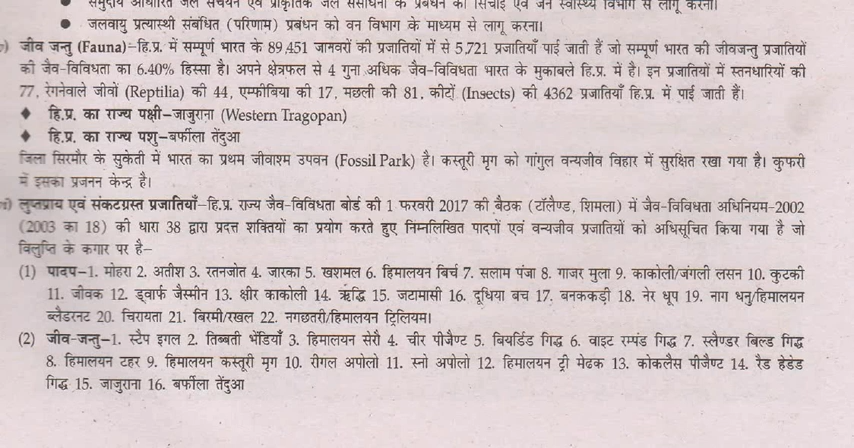 समुदाय आधारित जल संचयन एवं प्राकृतिक जल संसाधनों के प्रबंधन को सिंचाई एवं जन स्वास्थ्य विभाग से लागू करना।
● जलवायु प्रत्यास्थी संबंधित (परिणाम) प्रबंधन को वन विभाग के माध्यम से लागू करना।
जीव जन्तु (Fauna)–हि.प्र. में सम्पूर्ण भारत के 89,451 जानवरों की प्रजातियों में से 5,721 प्रजातियाँ पाई जाती हैं जो सम्पूर्ण भारत की जीवजन्तु प्रजातियों
की जैव-विविधता का 6.40% हिस्सा है। अपने क्षेत्रफल से 4 गुना अधिक जैव-विविधता भारत के मुकाबले हि.प्र. में है। इन प्रजातियों में स्तनधारियों की
77, रेंगनेवाले जीवों (Reptilia) की 44, एम्फीबिया की 17, मछली की 81, कीटों (Insects) की 4362 प्रजातियाँ हि.प्र. में पाई जाती हैं।
♦ हि.प्र. का राज्य पक्षी–जाजुराना (Western Tragopan)
♦ हि.प्र. का राज्य पशु–बर्फीला तेंदुआ
जिला सिरमौर के सुकेती में भारत का प्रथम जीवाश्म उपवन (Fossil Park) है। कस्तूरी मृग को गांगुल वन्यजीव विहार में सुरक्षित रखा गया है। कुफरी
में इसका प्रजनन केन्द्र है।
लुप्तप्राय एवं संकटग्रस्त प्रजातियाँ–हि.प्र. राज्य जैव-विविधता बोर्ड की 1 फरवरी 2017 की बैठक (टॉलैण्ड, शिमला) में जैव-विविधता अधिनियम-2002
(2003 का 18) की धारा 38 द्वारा प्रदत्त शक्तियों का प्रयोग करते हुए निम्नलिखित पादपों एवं वन्यजीव प्रजातियों को अधिसूचित किया गया है जो
विलुप्ति के कगार पर है–
(1) पादप–1. मोहरा 2. अतीश 3. रतनजोत 4. जारका 5. खशमल 6. हिमालयन बिर्च 7. सलाम पंजा 8. गाजर मुला 9. काकोली/जंगली लसन 10. कुटकी
11. जीवक 12. ड्वार्फ जैस्मीन 13. क्षीर काकोली 14. ऋद्धि 15. जटामासी 16. दूधिया बच 17. बनककड़ी 18. नेर धूप 19. नाग धनु/हिमालयन
ब्लैडरनट 20. चिरायता 21. बिरमी/रखल 22. नगछतरी/हिमालयन ट्रिलियम।
(2) जीव-जन्तु–1. स्टैप इगल 2. तिब्बती भेंड़ियाँ 3. हिमालयन सेरौ 4. चीर पीजैण्ट 5. बियर्डिड गिद्ध 6. वाइट रम्पंड गिद्ध 7. स्लैण्डर बिल्ड गिद्ध
8. हिमालयन टहर 9. हिमालयन कस्तूरी मृग 10. रीगल अपोलो 11. स्नो अपोलो 12. हिमालयन ट्री मेढक 13. कोकलैस पीजैण्ट 14. रैड हेडेड
गिद्ध 15. जाजुराना 16. बर्फीला तेंदुआ